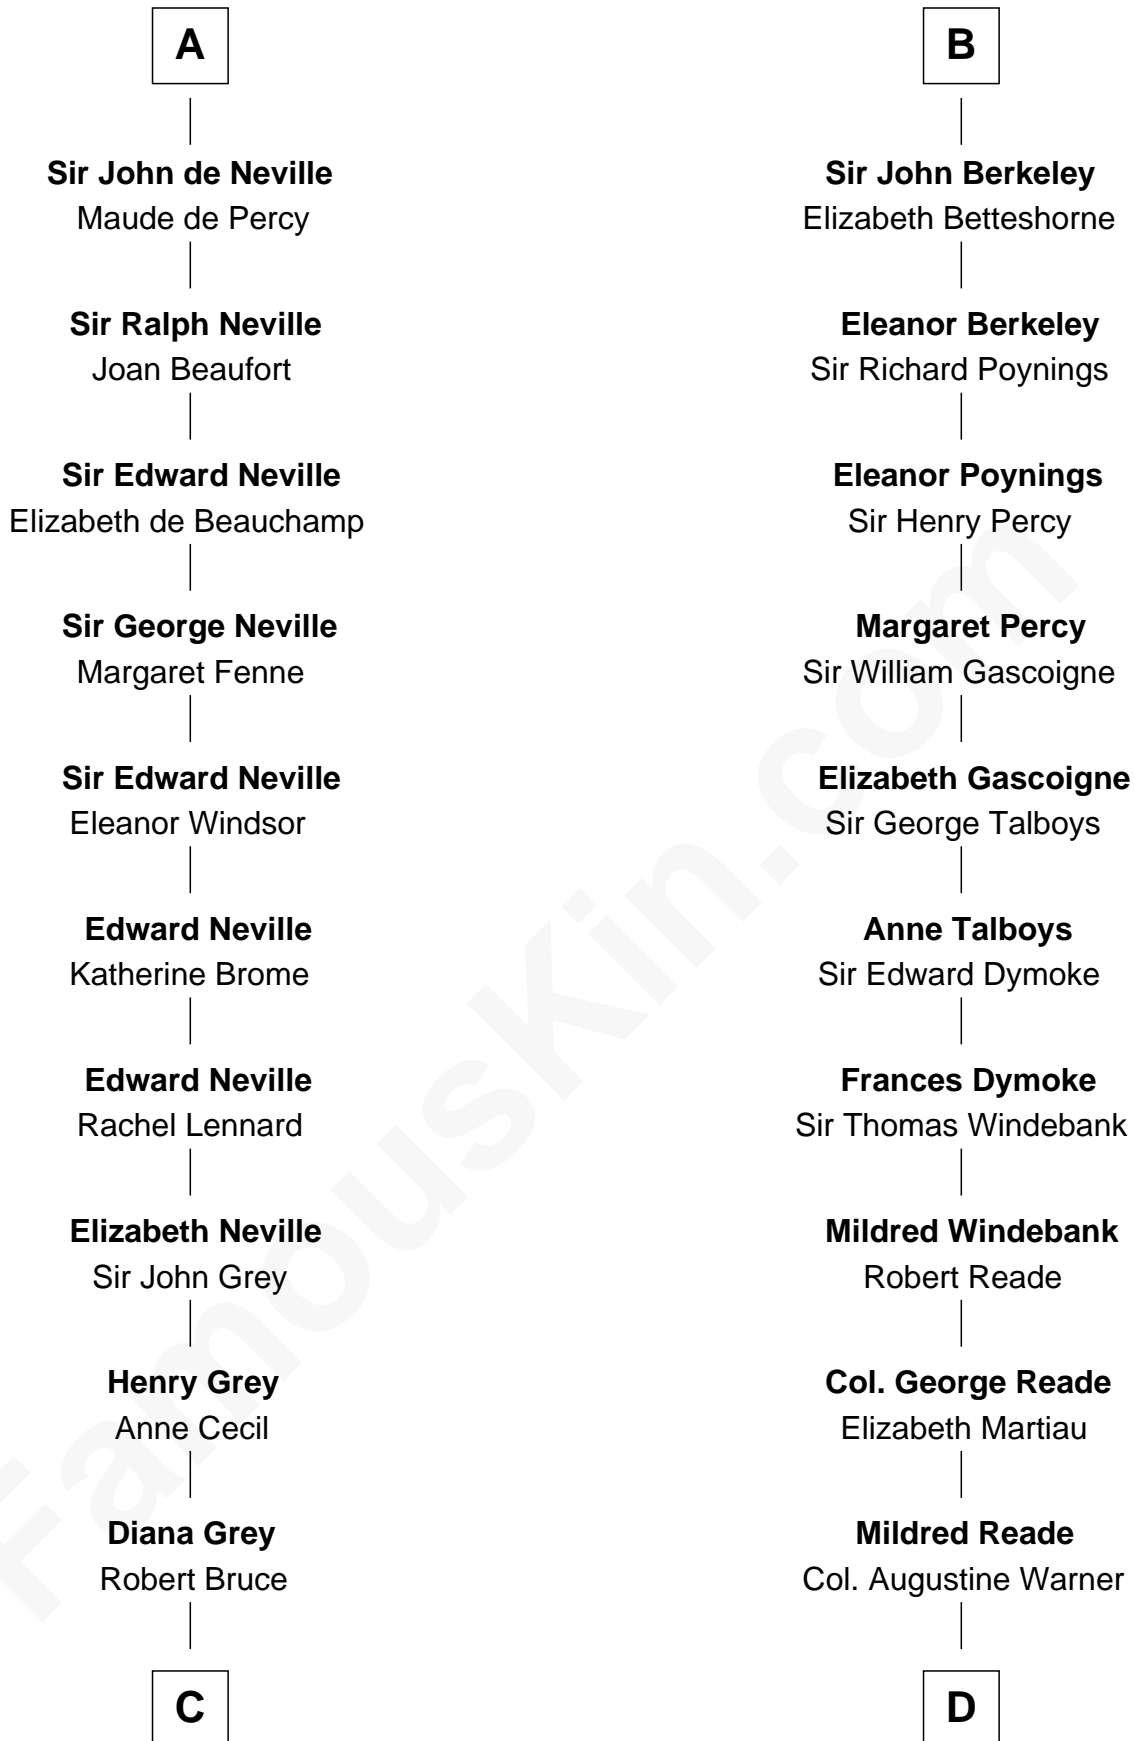 A
Sir John de Neville
Maude de Percy
Sir Ralph Neville
Joan Beaufort
Sir Edward Neville
Elizabeth de Beauchamp
Sir George Neville
Margaret Fenne
Sir Edward Neville
Eleanor Windsor
Edward Neville
Katherine Brome
Edward Neville
Rachel Lennard
Elizabeth Neville
Sir John Grey
Henry Grey
Anne Cecil
Diana Grey
Robert Bruce
C
B
Sir John Berkeley
Elizabeth Betteshorne
Eleanor Berkeley
Sir Richard Poynings
Eleanor Poynings
Sir Henry Percy
Margaret Percy
Sir William Gascoigne
Elizabeth Gascoigne
Sir George Talboys
Anne Talboys
Sir Edward Dymoke
Frances Dymoke
Sir Thomas Windebank
Mildred Windebank
Robert Reade
Col. George Reade
Elizabeth Martiau
Mildred Reade
Col. Augustine Warner
D
FamousKin.com